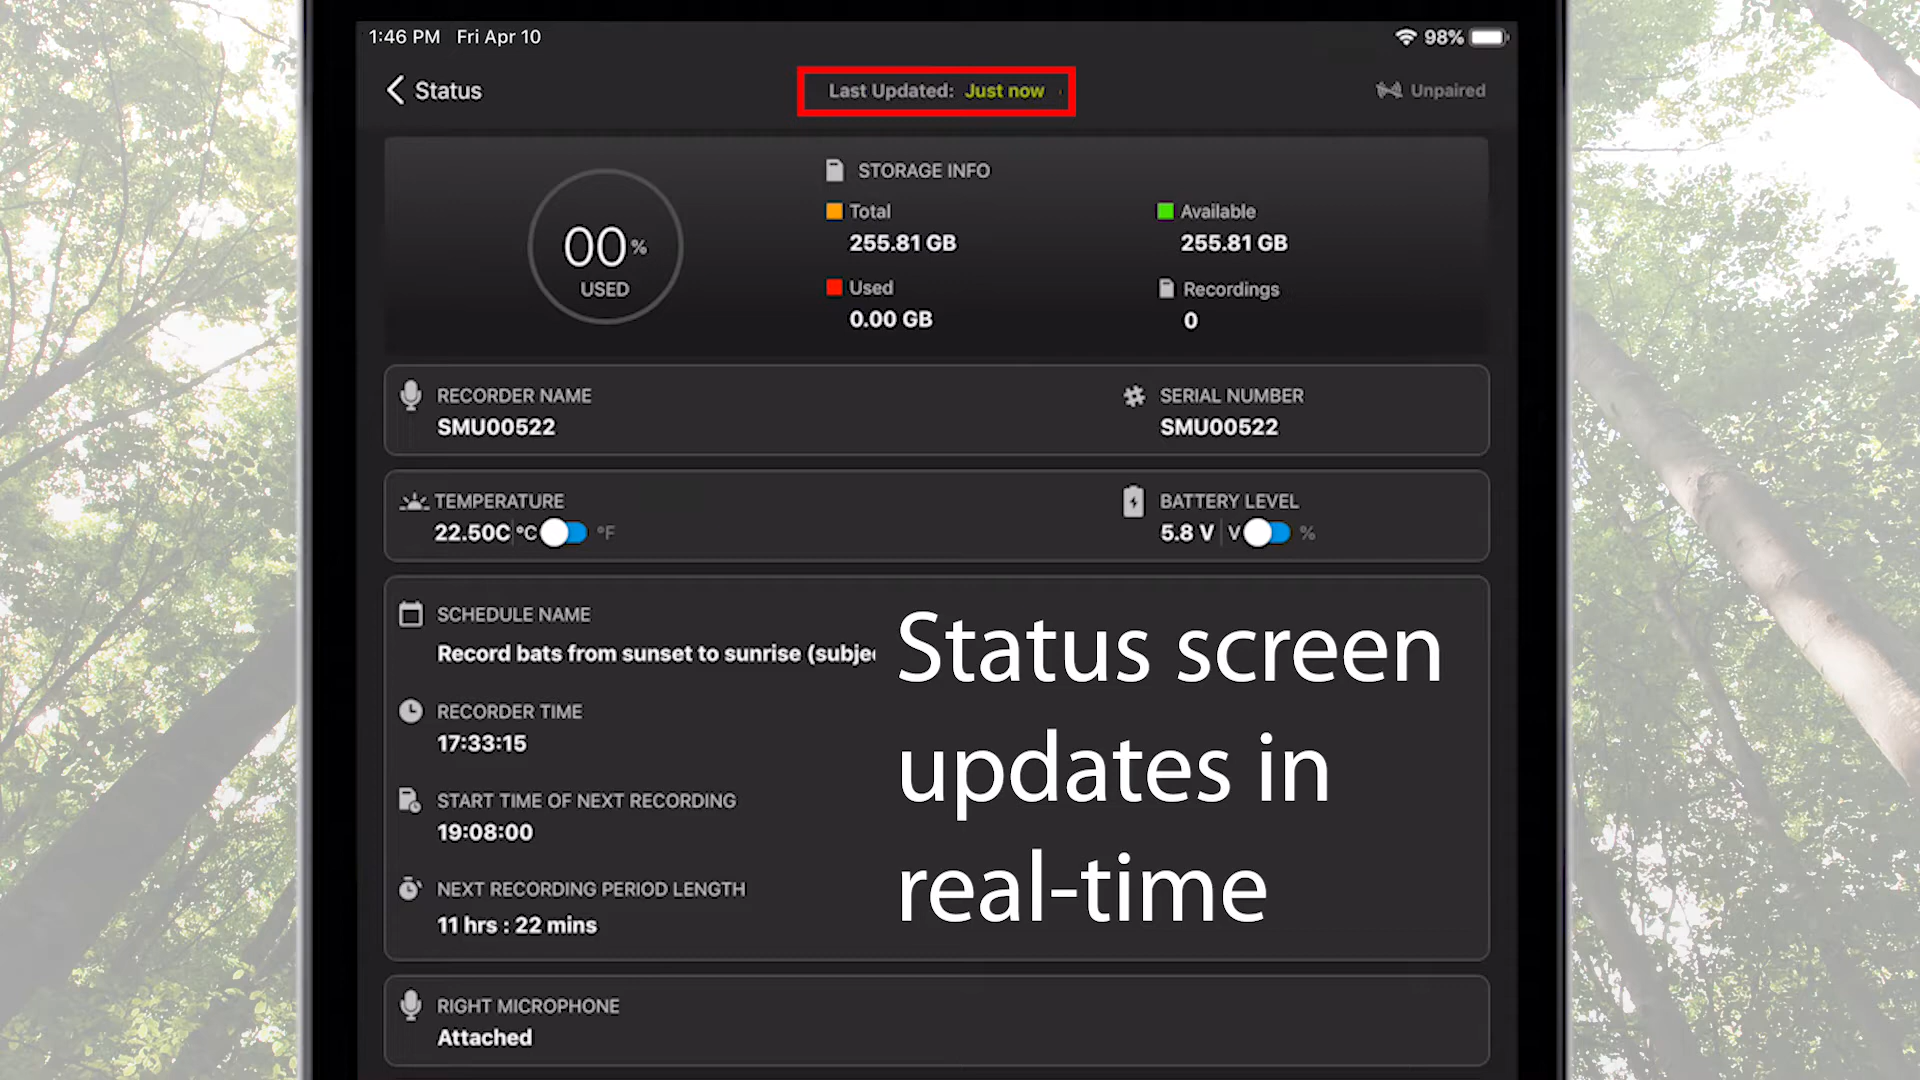 1:46 PM Fri Apr 10 98%
Status Last Updated: Just now Unpaired
STORAGE INFO
Total Available
255.81 GB 255.81 GB
00% USED
Used Recordings
0.00 GB 0
RECORDER NAME SERIAL NUMBER
SMU00522 SMU00522
TEMPERATURE BATTERY LEVEL
22.50C °C °F 5.8 V V %
SCHEDULE NAME
Record bats from sunset to sunrise (subje
RECORDER TIME
17:33:15
START TIME OF NEXT RECORDING
19:08:00
NEXT RECORDING PERIOD LENGTH
11 hrs : 22 mins
Status screen
updates in
real-time
RIGHT MICROPHONE
Attached